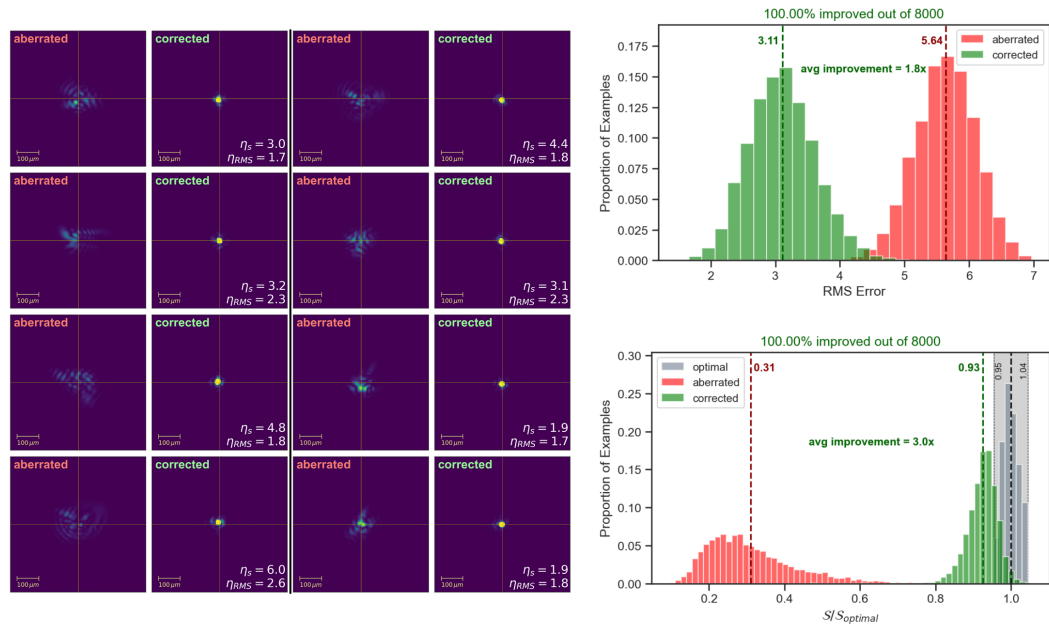 aberrated
corrected
aberrated
corrected
100 μm
100 μm
ηs = 3.0
ηRMS = 1.7
100 μm
100 μm
ηs = 4.4
ηRMS = 1.8
aberrated
corrected
aberrated
corrected
100 μm
100 μm
ηs = 3.2
ηRMS = 2.3
100 μm
100 μm
ηs = 3.1
ηRMS = 2.3
aberrated
corrected
aberrated
corrected
100 μm
100 μm
ηs = 4.8
ηRMS = 1.8
100 μm
100 μm
ηs = 1.9
ηRMS = 1.7
aberrated
corrected
aberrated
corrected
100 μm
100 μm
ηs = 6.0
ηRMS = 2.6
100 μm
100 μm
ηs = 1.9
ηRMS = 1.8
100.00% improved out of 8000
3.11
5.64
aberrated
corrected
avg improvement = 1.8x
Proportion of Examples
0.175
0.150
0.125
0.100
0.075
0.050
0.025
0.000
2 3 4 5 6 7
RMS Error
100.00% improved out of 8000
optimal
aberrated
corrected
0.31
0.93
0.95
1.04
avg improvement = 3.0x
Proportion of Examples
0.30
0.25
0.20
0.15
0.10
0.05
0.00
0.2 0.4 0.6 0.8 1.0
S/Soptimal